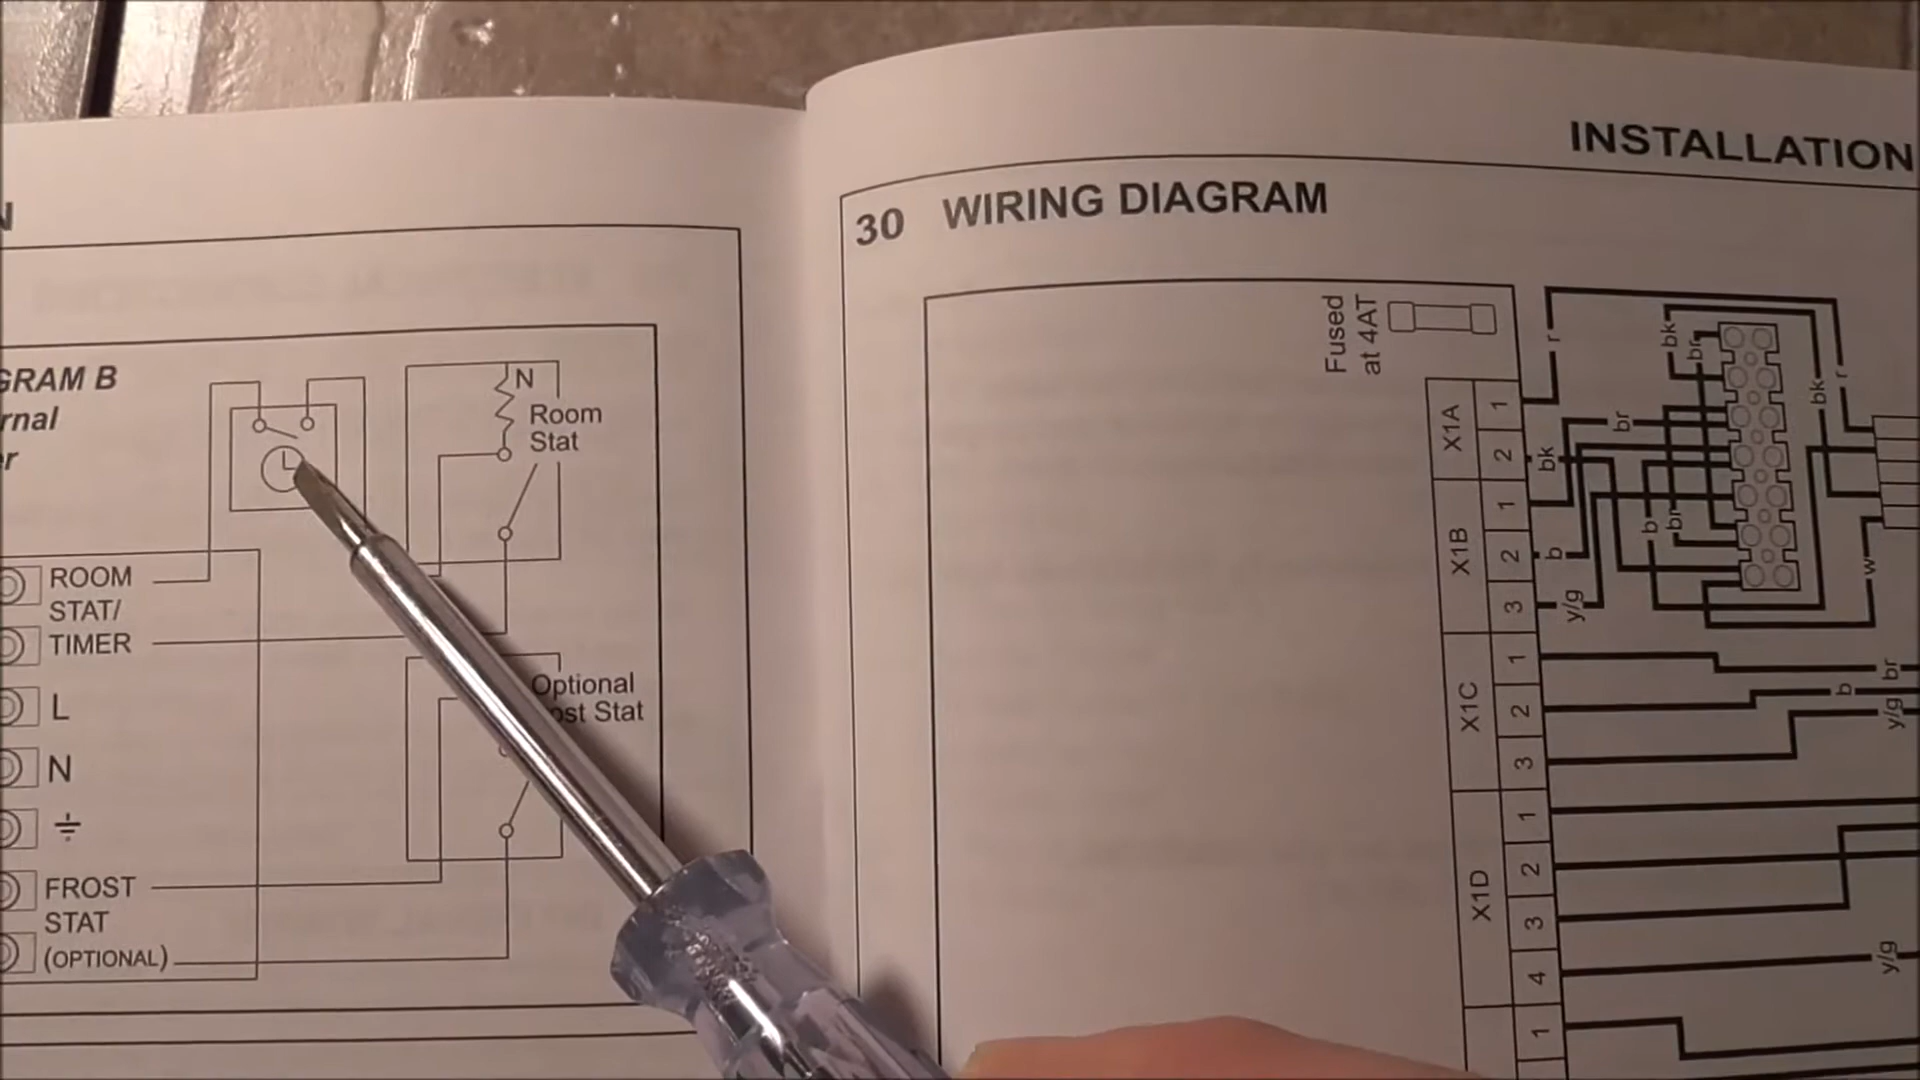 N
GRAM B
rnal
r
N
Room
Stat
ROOM
STAT/
TIMER
L
N
FROST
STAT
(OPTIONAL)
Optional
ost Stat
INSTALLATION
30 WIRING DIAGRAM
Fused
at 4AT
X1A
1
2
X1B
1
2
3
X1C
1
2
3
X1D
1
2
3
4
1
r
bk
br
b
y/g
bk
br
b
br
bk
r
w
br
b
y/g
y/g